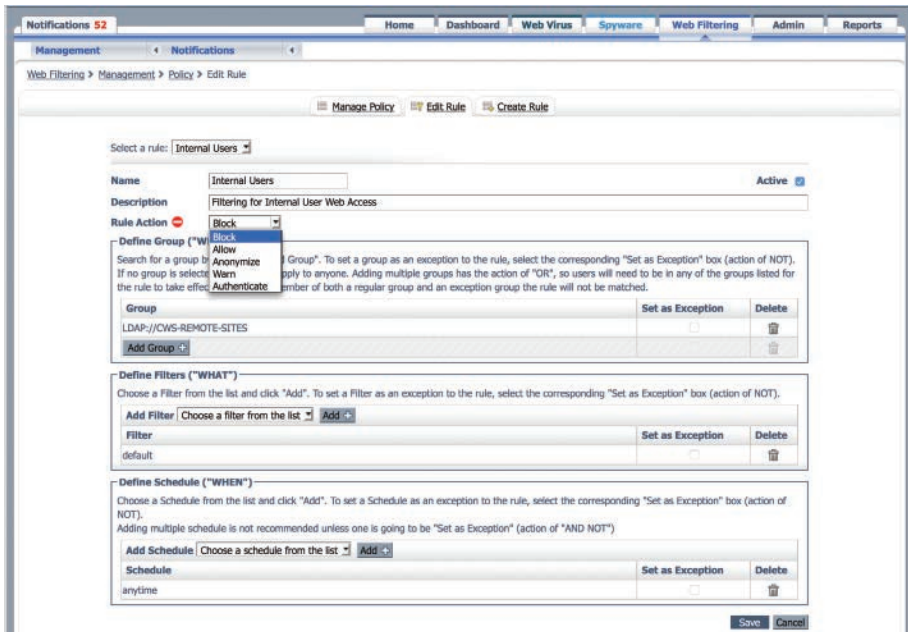 Notifications 52
Home Dashboard Web Virus Spyware Web Filtering Admin Reports
Management Notifications
Web Filtering > Management > Policy > Edit Rule
Manage Policy Edit Rule Create Rule
Select a rule: Internal Users
Name Internal Users Active
Description Filtering for Internal User Web Access
Rule Action Block
Block
Allow
Anonymize
Warn
Authenticate
Define Group ("W
Search for a group b d Group". To set a group as an exception to the rule, select the corresponding "Set as Exception" box (action of NOT).
If no group is selecte pply to anyone. Adding multiple groups has the action of "OR", so users will need to be in any of the groups listed for
the rule to take effe mber of both a regular group and an exception group the rule will not be matched.
Group Set as Exception Delete
LDAP://CWS-REMOTE-SITES
Add Group
Define Filters ("WHAT")
Choose a Filter from the list and click "Add". To set a Filter as an exception to the rule, select the corresponding "Set as Exception" box (action of NOT).
Add Filter Choose a filter from the list Add
Filter Set as Exception Delete
default
Define Schedule ("WHEN")
Choose a Schedule from the list and click "Add". To set a Schedule as an exception to the rule, select the corresponding "Set as Exception" box (action of
NOT).
Adding multiple schedule is not recommended unless one is going to be "Set as Exception" (action of "AND NOT")
Add Schedule Choose a schedule from the list Add
Schedule Set as Exception Delete
anytime
Save Cancel